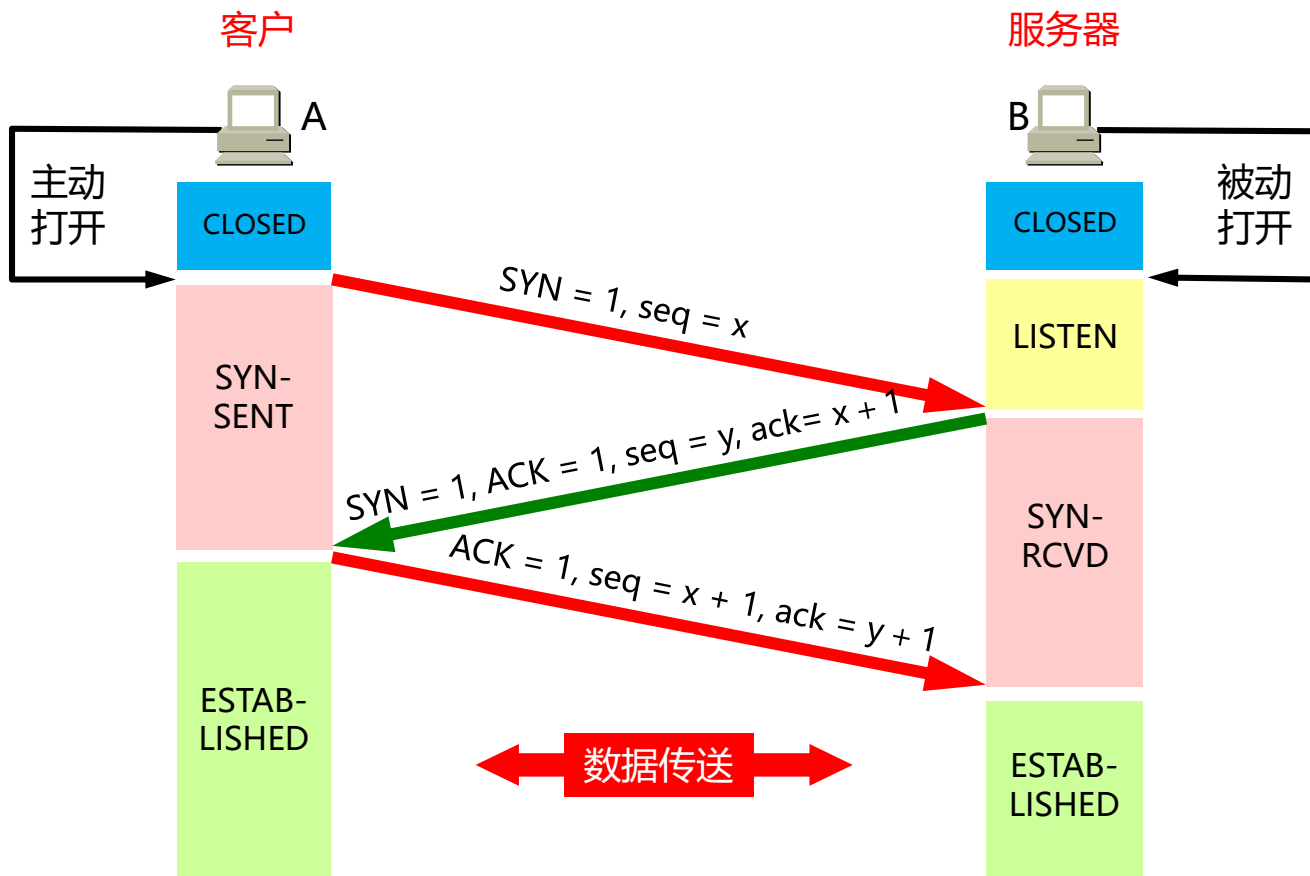 客户
服务器
A
B
主动
打开
被动
打开
CLOSED
CLOSED
SYN = 1, seq = x
LISTEN
SYN-
SENT
SYN = 1, ACK = 1, seq = y, ack= x + 1
SYN-
RCVD
ACK = 1, seq = x + 1, ack = y + 1
ESTAB-
LISHED
数据传送
ESTAB-
LISHED